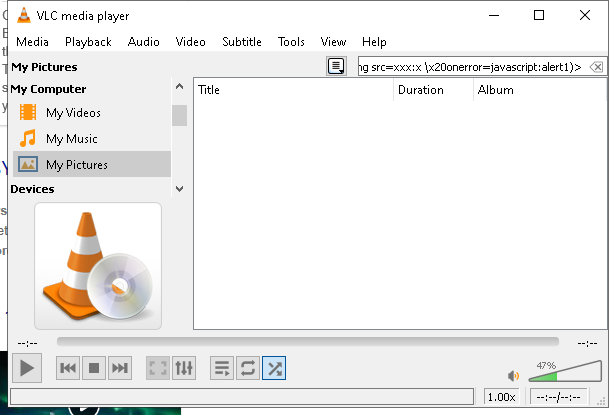 VLC media player
Media Playback Audio Video Subtitle Tools View Help
My Pictures
ng src=xxx:x \x20onerror=javascript:alert1)>
My Computer
Title Duration Album
My Videos
My Music
My Pictures
Devices
--:-- --:--
47%
1.00x --:--/--:--